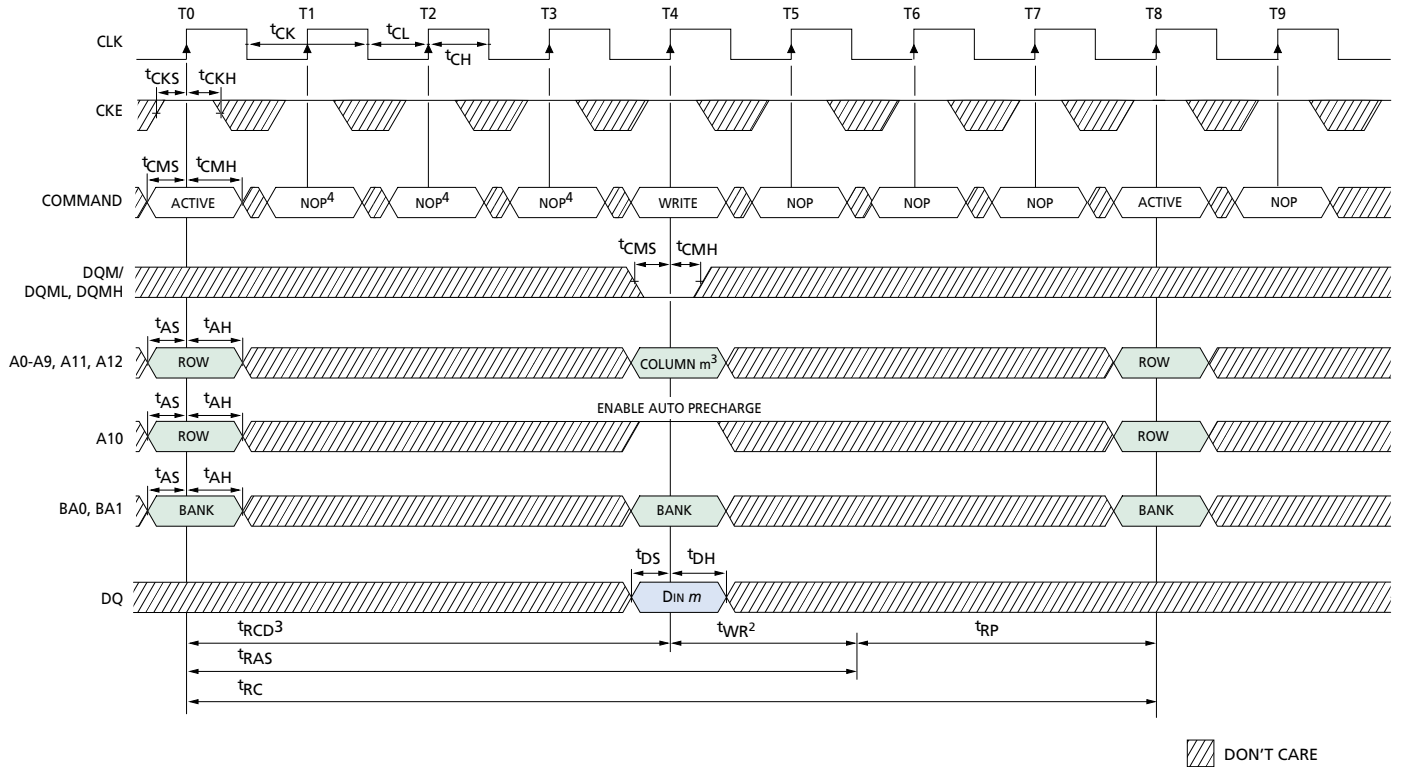 T0 T1 T2 T3 T4 T5 T6 T7 T8 T9
CLK
tCK tCL
tCH
tCKS tCKH
CKE
tCMS tCMH
COMMAND ACTIVE NOP4 NOP4 NOP4 WRITE NOP NOP NOP ACTIVE NOP
tCMS tCMH
DQM/
DQML, DQMH
tAS tAH
A0-A9, A11, A12 ROW COLUMN m3 ROW
tAS tAH ENABLE AUTO PRECHARGE
A10 ROW ROW
tAS tAH
BA0, BA1 BANK BANK BANK
tDS tDH
DQ DIN m
tRCD3 tWR2 tRP
tRAS
tRC
DON'T CARE